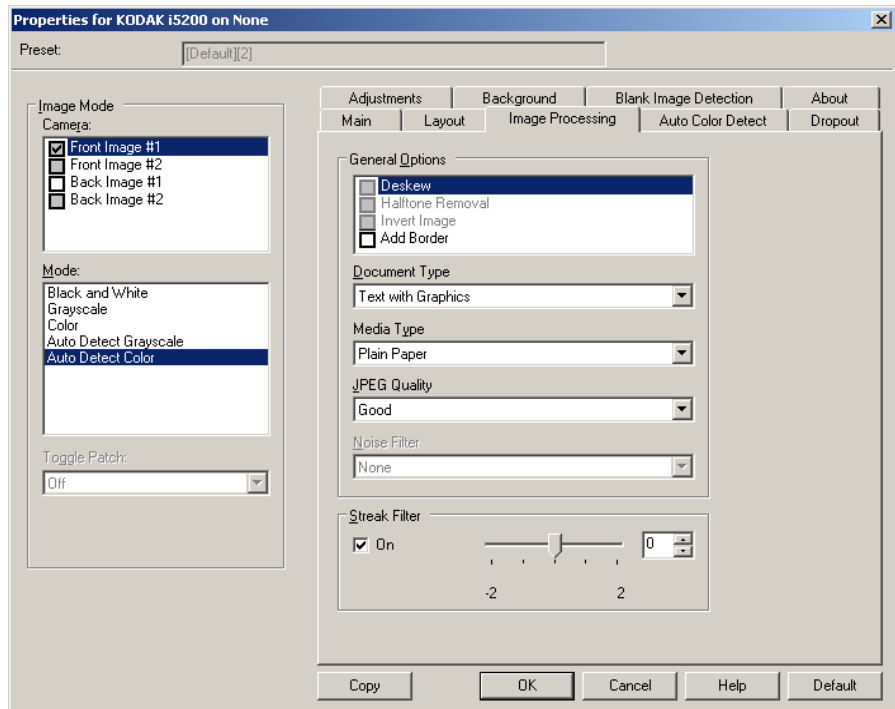 Properties for KODAK i5200 on None
Preset:
[Default][2]
Image Mode
Camera:
Front Image #1
Front Image #2
Back Image #1
Back Image #2
Mode:
Black and White
Grayscale
Color
Auto Detect Grayscale
Auto Detect Color
Toggle Patch:
Off
Adjustments Background Blank Image Detection About
Main Layout Image Processing Auto Color Detect Dropout
General Options
Deskew
Halftone Removal
Invert Image
Add Border
Document Type
Text with Graphics
Media Type
Plain Paper
JPEG Quality
Good
Noise Filter
None
Streak Filter
On 0
-2 2
Copy OK Cancel Help Default